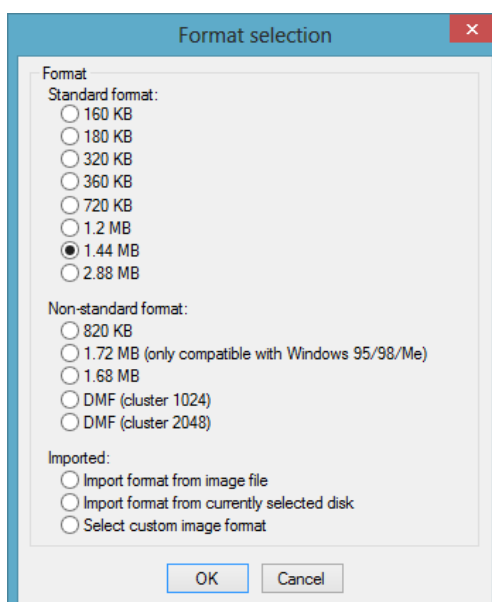 Format selection
Format
Standard format:
160 KB
180 KB
320 KB
360 KB
720 KB
1.2 MB
1.44 MB
2.88 MB
Non-standard format:
820 KB
1.72 MB (only compatible with Windows 95/98/Me)
1.68 MB
DMF (cluster 1024)
DMF (cluster 2048)
Imported:
Import format from image file
Import format from currently selected disk
Select custom image format
OK Cancel